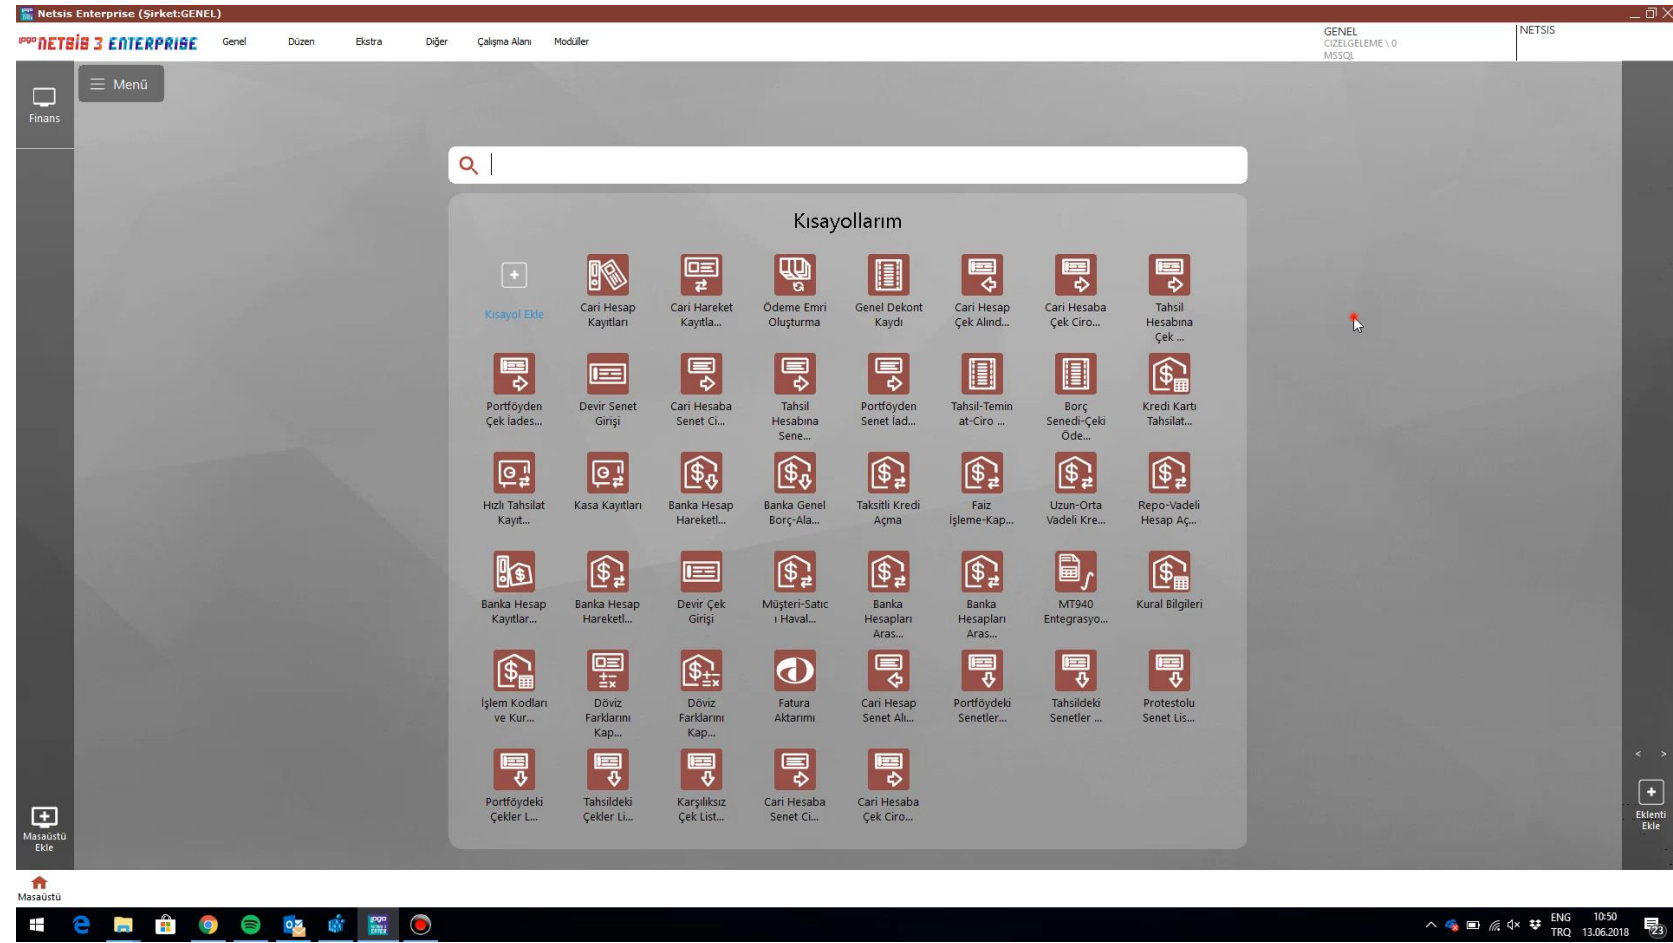 Netsis Enterprise (Şirket:GENEL)
logo NETSİS 3 ENTERPRISE
Genel
Düzen
Ekstra
Diğer
Çalışma Alanı
Modüller
GENEL
CIZELGELEME \ 0
MSSQL
NETSIS
Finans
Menü
Kısayollarım
Kısayol Ekle
Cari Hesap
Kayıtları
Cari Hareket
Kayıtla...
Ödeme Emri
Oluşturma
Genel Dekont
Kaydı
Cari Hesap
Çek Alınd...
Cari Hesaba
Çek Ciro...
Tahsil
Hesabına
Çek ...
Portföyden
Çek İades...
Devir Senet
Girişi
Cari Hesaba
Senet Ci...
Tahsil
Hesabına
Sene...
Portföyden
Senet İad...
Tahsil-Temin
at-Ciro ...
Borç
Senedi-Çeki
Öde...
Kredi Kartı
Tahsilat...
Hızlı Tahsilat
Kayıt...
Kasa Kayıtları
Banka Hesap
Hareketl...
Banka Genel
Borç-Ala...
Taksitli Kredi
Açma
Faiz
İşleme-Kap...
Uzun-Orta
Vadeli Kre...
Repo-Vadeli
Hesap Aç...
Banka Hesap
Kayıtlar...
Banka Hesap
Hareketl...
Devir Çek
Girişi
Müşteri-Satıc
ı Haval...
Banka
Hesapları
Aras...
Banka
Hesapları
Aras...
MT940
Entegrasyo...
Kural Bilgileri
İşlem Kodları
ve Kur...
Döviz
Farklarını
Kap...
Döviz
Farklarını
Kap...
Fatura
Aktarımı
Cari Hesap
Senet Alı...
Portföydeki
Senetler...
Tahsildeki
Senetler ...
Protestolu
Senet Lis...
Portföydeki
Çekler L...
Tahsildeki
Çekler Li...
Karşılıksız
Çek List...
Cari Hesaba
Senet Ci...
Cari Hesaba
Çek Ciro...
< >
Eklenti
Ekle
Masaüstü
Ekle
Masaüstü
ENG
TRQ
10:50
13.06.2018
23